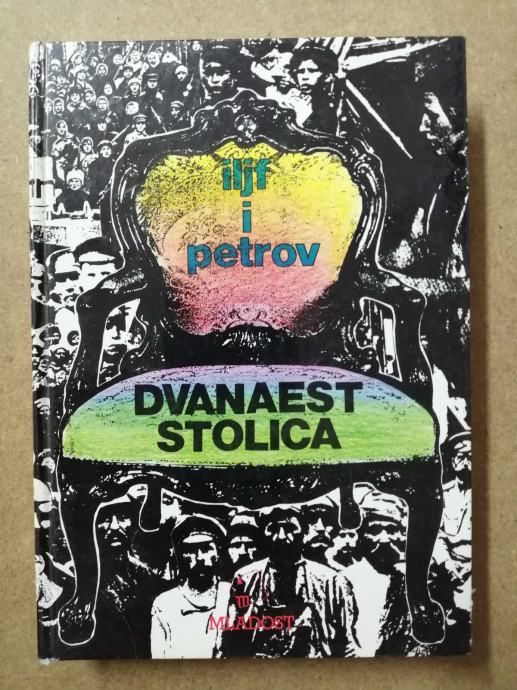 iljf
i
petrov
DVANAEST
STOLICA
m
MLADOST